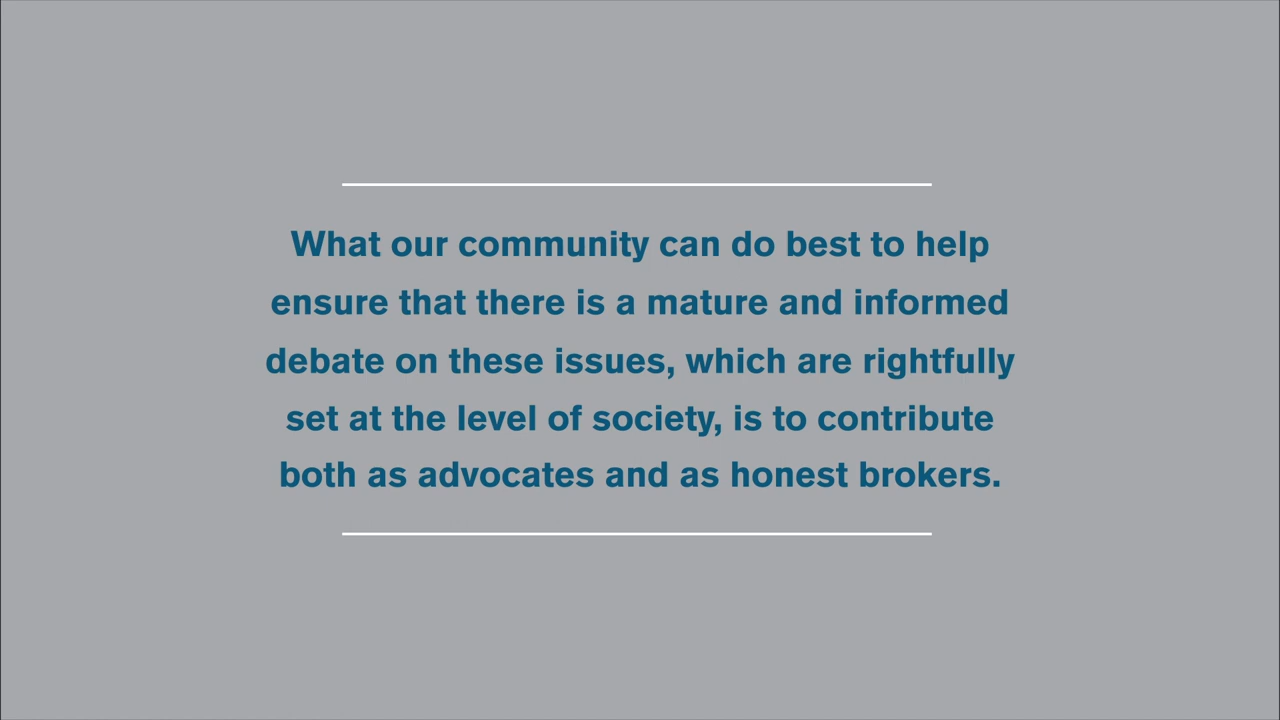 What our community can do best to help
ensure that there is a mature and informed
debate on these issues, which are rightfully
set at the level of society, is to contribute
both as advocates and as honest brokers.